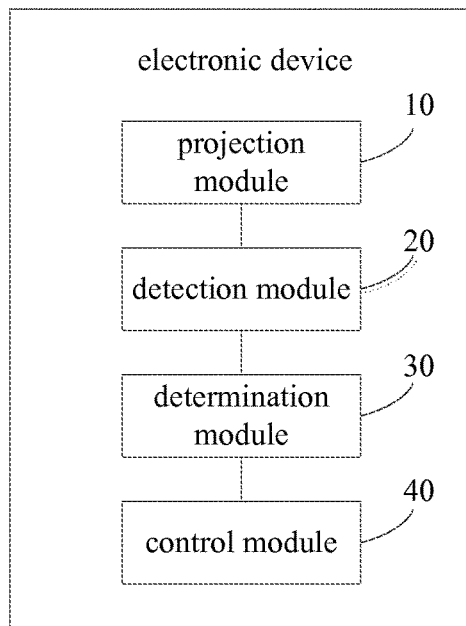 electronic device
10
projection
module
20
detection module
30
determination
module
40
control module